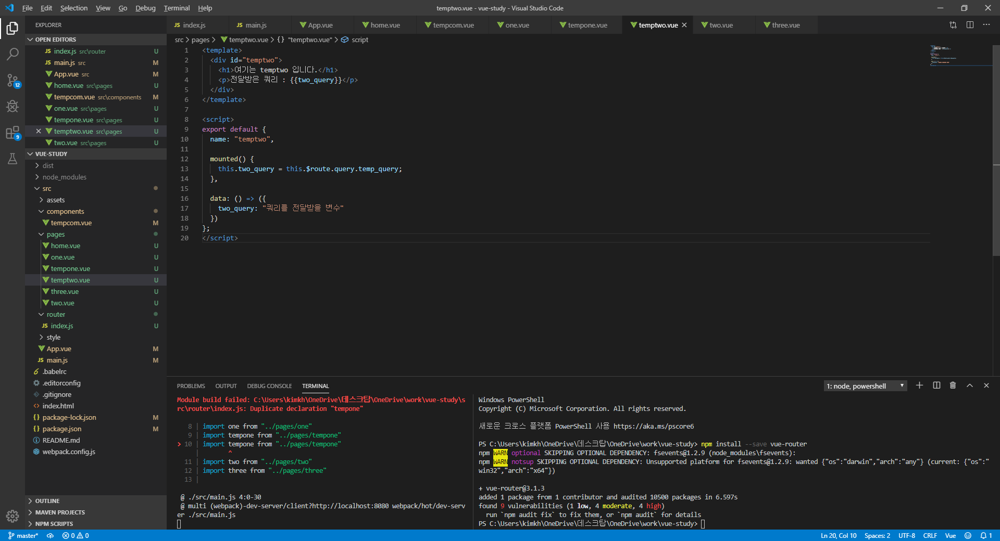 File Edit Selection View Go Debug Terminal Help
temptwo.vue - vue-study - Visual Studio Code
EXPLORER
OPEN EDITORS
JS index.js src\router U
JS main.js src M
App.vue src M
home.vue src\pages U
tempcom.vue src\components M
one.vue src\pages U
tempone.vue src\pages U
temptwo.vue src\pages U
two.vue src\pages U
VUE-STUDY
dist
node_modules
src
assets
components
tempcom.vue M
pages
home.vue U
one.vue U
tempone.vue U
temptwo.vue U
three.vue U
two.vue U
router
JS index.js U
style
App.vue M
JS main.js M
.babelrc
.editorconfig
.gitignore
index.html
package-lock.json M
package.json M
README.md
webpack.config.js
OUTLINE
MAVEN PROJECTS
NPM SCRIPTS
12
9
JS index.js JS main.js App.vue home.vue tempcom.vue one.vue tempone.vue temptwo.vue two.vue three.vue
src > pages > temptwo.vue > {} "temptwo.vue" > script
1 <template>
2 <div id="temptwo">
3 <h1>여기는 temptwo 입니다.</h1>
4 <p>전달받은 쿼리 : {{two_query}}</p>
5 </div>
6 </template>
7
8 <script>
9 export default {
10 name: "temptwo",
11
12 mounted() {
13 this.two_query = this.$route.query.temp_query;
14 },
15
16 data: () => ({
17 two_query: "쿼리를 전달받을 변수"
18 })
19 };
20 </script>
PROBLEMS OUTPUT DEBUG CONSOLE TERMINAL
1: node, powershell
Module build failed: C:\Users\kimkh\OneDrive\데스크탑\OneDrive\work\vue-study\s
rc\router\index.js: Duplicate declaration "tempone"
8 | import one from "../pages/one"
9 | import tempone from "../pages/tempone"
> 10 | import tempone from "../pages/tempone"
| ^
11 | import two from "../pages/two"
12 | import three from "../pages/three"
13 |
@ ./src/main.js 4:0-30
@ multi (webpack)-dev-server/client?http://localhost:8080 webpack/hot/dev-serv
er ./src/main.js
Windows PowerShell
Copyright (C) Microsoft Corporation. All rights reserved.
새로운 크로스 플랫폼 PowerShell 사용 https://aka.ms/pscore6
PS C:\Users\kimkh\OneDrive\데스크탑\OneDrive\work\vue-study> npm install --save vue-router
npm WARN optional SKIPPING OPTIONAL DEPENDENCY: fsevents@1.2.9 (node_modules\fsevents):
npm WARN notsup SKIPPING OPTIONAL DEPENDENCY: Unsupported platform for fsevents@1.2.9: wanted {"os":"darwin","arch":"any"} (current: {"os":"
win32","arch":"x64"})
+ vue-router@3.1.3
added 1 package from 1 contributor and audited 10500 packages in 6.597s
found 9 vulnerabilities (1 low, 4 moderate, 4 high)
run `npm audit fix` to fix them, or `npm audit` for details
PS C:\Users\kimkh\OneDrive\데스크탑\OneDrive\work\vue-study>
master* 0 0
Ln 20, Col 10 Spaces: 2 UTF-8 CRLF Vue 1